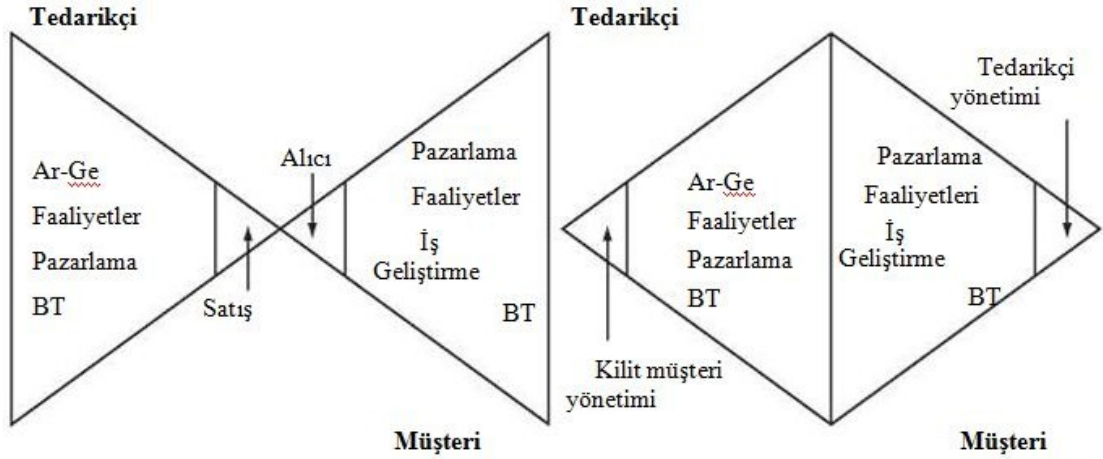 Tedarikçi
Ar-Ge
Faaliyetler
Pazarlama
BT
Satış
Alıcı
Pazarlama
Faaliyetler
İş
Geliştirme
BT
Müşteri
Tedarikçi
Kilit müşteri
yönetimi
Ar-Ge
Faaliyetler
Pazarlama
BT
Pazarlama
Faaliyetleri
İş
Geliştirme
BT
Tedarikçi
yönetimi
Müşteri